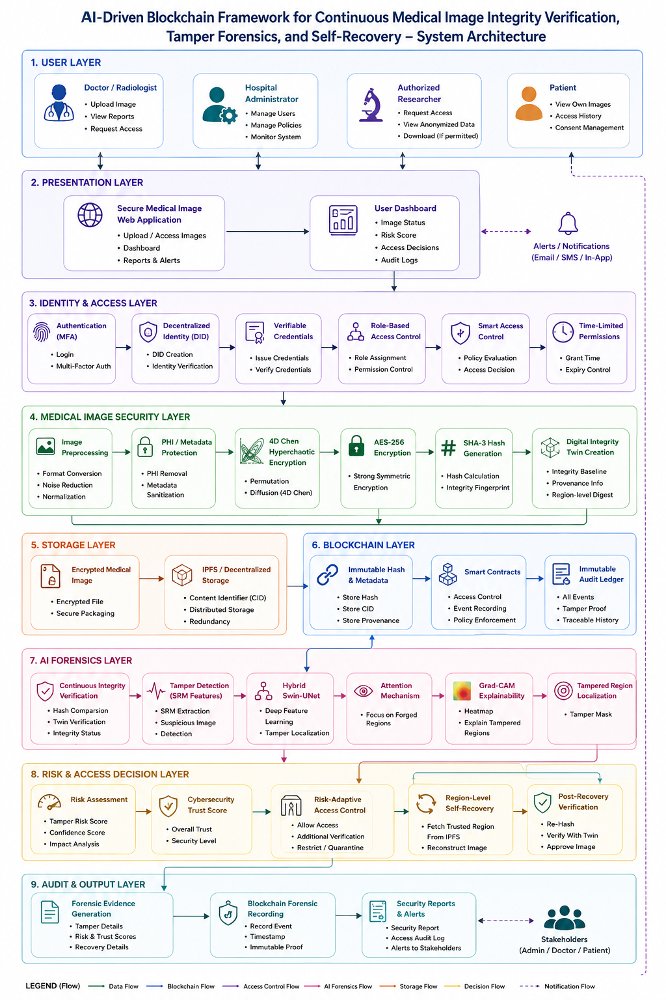 AI-Driven Blockchain Framework for Continuous Medical Image Integrity Verification,
Tamper Forensics, and Self-Recovery – System Architecture
1. USER LAYER
Doctor / Radiologist
• Upload Image
• View Reports
• Request Access
Hospital
Administrator
• Manage Users
• Manage Policies
• Monitor System
Authorized
Researcher
• Request Access
• View Anonymized Data
• Download (If permitted)
Patient
• View Own Images
• Access History
• Consent Management
2. PRESENTATION LAYER
Secure Medical Image
Web Application
• Upload / Access Images
• Dashboard
• Reports & Alerts
User Dashboard
• Image Status
• Risk Score
• Access Decisions
• Audit Logs
Alerts / Notifications
(Email / SMS / In-App)
3. IDENTITY & ACCESS LAYER
Authentication
(MFA)
• Login
• Multi-Factor Auth
Decentralized
Identity (DID)
• DID Creation
• Identity Verification
Verifiable
Credentials
• Issue Credentials
• Verify Credentials
Role-Based
Access Control
• Role Assignment
• Permission Control
Smart Access
Control
• Policy Evaluation
• Access Decision
Time-Limited
Permissions
• Grant Time
• Expiry Control
4. MEDICAL IMAGE SECURITY LAYER
Image
Preprocessing
• Format Conversion
• Noise Reduction
• Normalization
PHI / Metadata
Protection
• PHI Removal
• Metadata
Sanitization
4D Chen
Hyperchaotic
Encryption
• Permutation
• Diffusion (4D Chen)
AES-256
Encryption
• Strong Symmetric
Encryption
#
SHA-3 Hash
Generation
• Hash Calculation
• Integrity Fingerprint
Digital Integrity
Twin Creation
• Integrity Baseline
• Provenance Info
• Region-level Digest
5. STORAGE LAYER
Encrypted Medical
Image
• Encrypted File
• Secure Packaging
IPFS / Decentralized
Storage
• Content Identifier (CID)
• Distributed Storage
• Redundancy
6. BLOCKCHAIN LAYER
Immutable Hash
& Metadata
• Store Hash
• Store CID
• Store Provenance
Smart Contracts
• Access Control
• Event Recording
• Policy Enforcement
Immutable
Audit Ledger
• All Events
• Tamper Proof
• Traceable History
7. AI FORENSICS LAYER
Continuous Integrity
Verification
• Hash Comparsion
• Twin Verification
• Integrity Status
Tamper Detection
(SRM Features)
• SRM Extraction
• Suspicious Image
• Detection
Hybrid
Swin-UNet
• Deep Feature
Learning
• Tamper Localization
Attention
Mechanism
• Focus on Forged
Regions
Grad-CAM
Explainability
• Heatmap
• Explain Tampered
Regions
Tampered Region
Localization
• Tamper Mask
8. RISK & ACCESS DECISION LAYER
Risk Assessment
• Tamper Risk Score
• Confidence Score
• Impact Analysis
Cybersecurity
Trust Score
• Overall Trust
• Security Level
Risk-Adaptive
Access Control
• Allow Access
• Additional Verification
• Restrict / Quarantine
Region-Level
Self-Recovery
• Fetch Trusted Region
From IPFS
• Reconstruct Image
Post-Recovery
Verification
• Re-Hash
• Verify With Twin
• Approve Image
9. AUDIT & OUTPUT LAYER
Forensic Evidence
Generation
• Tamper Details
• Risk & Trust Scores
• Recovery Details
Blockchain Forensic
Recording
• Record Event
• Timestamp
• Immutable Proof
Security Reports
& Alerts
• Security Report
• Access Audit Log
• Alerts to Stakeholders
Stakeholders
(Admin / Doctor / Patient)
LEGEND (Flow)
Data Flow
Blockchain Flow
Access Control Flow
AI Forensics Flow
Storage Flow
Decision Flow
Notification Flow